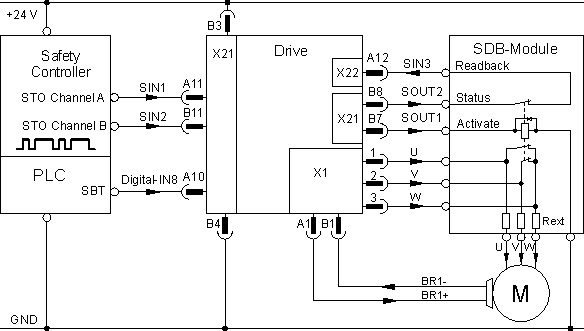 +24 V
B3
Safety
Controller
X21
Drive
SDB-Module
A12
SIN3
Readback
X22
STO Channel A
SIN1
A11
B8
SOUT2
Status
STO Channel B
SIN2
B11
X21
B7
SOUT1
Activate
PLC
X1
1
U
SBT
Digital-IN8
A10
2
V
3
W
B4
A1
B1
Rext
U
V
W
BR1-
BR1+
M
GND